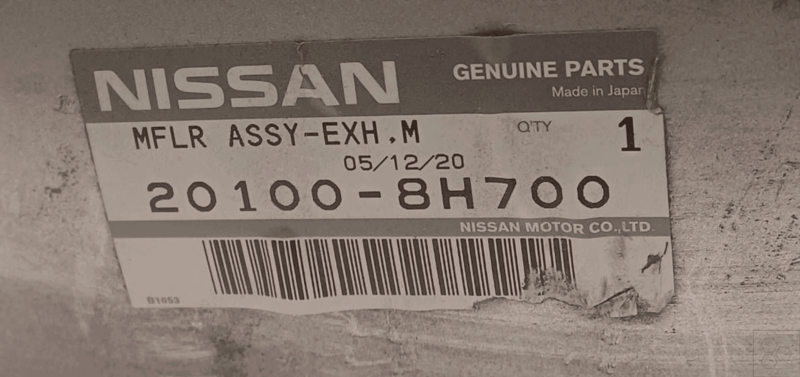 NISSAN GENUINE PARTS
Made in Japan
MFLR ASSY-EXH.M QTY 1
05/12/20
20100-8H700
NISSAN MOTOR CO.,LTD.
B1053